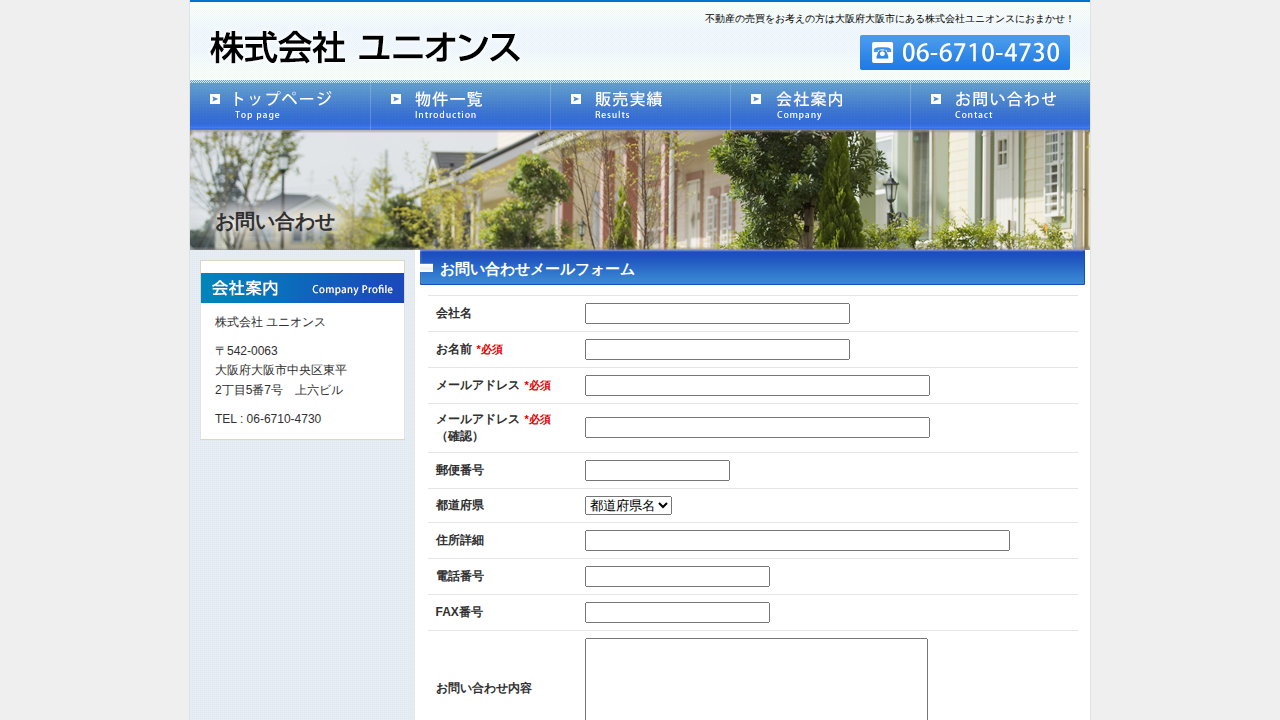 不動産の売買をお考えの方は大阪府大阪市にある株式会社ユニオンスにおまかせ！
株式会社 ユニオンス
06-6710-4730
トップページ
Top page
物件一覧
Introduction
販売実績
Results
会社案内
Company
お問い合わせ
Contact
お問い合わせ
会社案内 Company Profile
株式会社 ユニオンス
〒542-0063
大阪府大阪市中央区東平
2丁目5番7号　上六ビル
TEL : 06-6710-4730
お問い合わせメールフォーム
会社名
お名前 *必須
メールアドレス *必須
メールアドレス *必須
（確認）
郵便番号
都道府県 都道府県名
住所詳細
電話番号
FAX番号
お問い合わせ内容